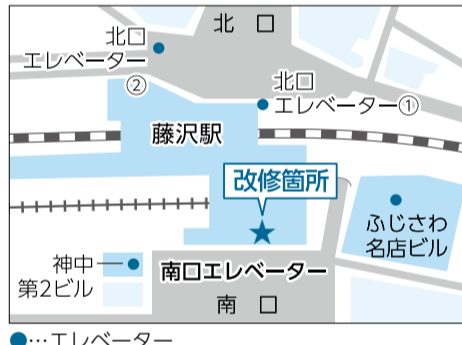 北 口
北口
エレベーター
②
北口
エレベーター①
藤沢駅
改修箇所
ふじさわ
名店ビル
神中
第2ビル
南口エレベーター
南 口
●…エレベーター